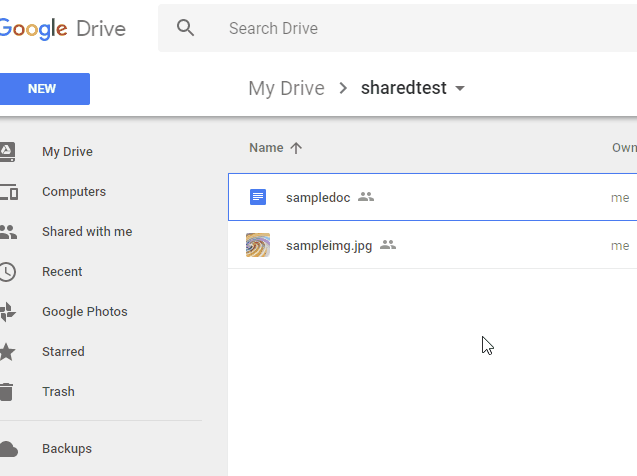 Google Drive
Search Drive
NEW
My Drive > sharedtest
Name
Own
My Drive
Computers
Shared with me
Recent
Google Photos
Starred
Trash
Backups
sampledoc
me
sampleimg.jpg
me